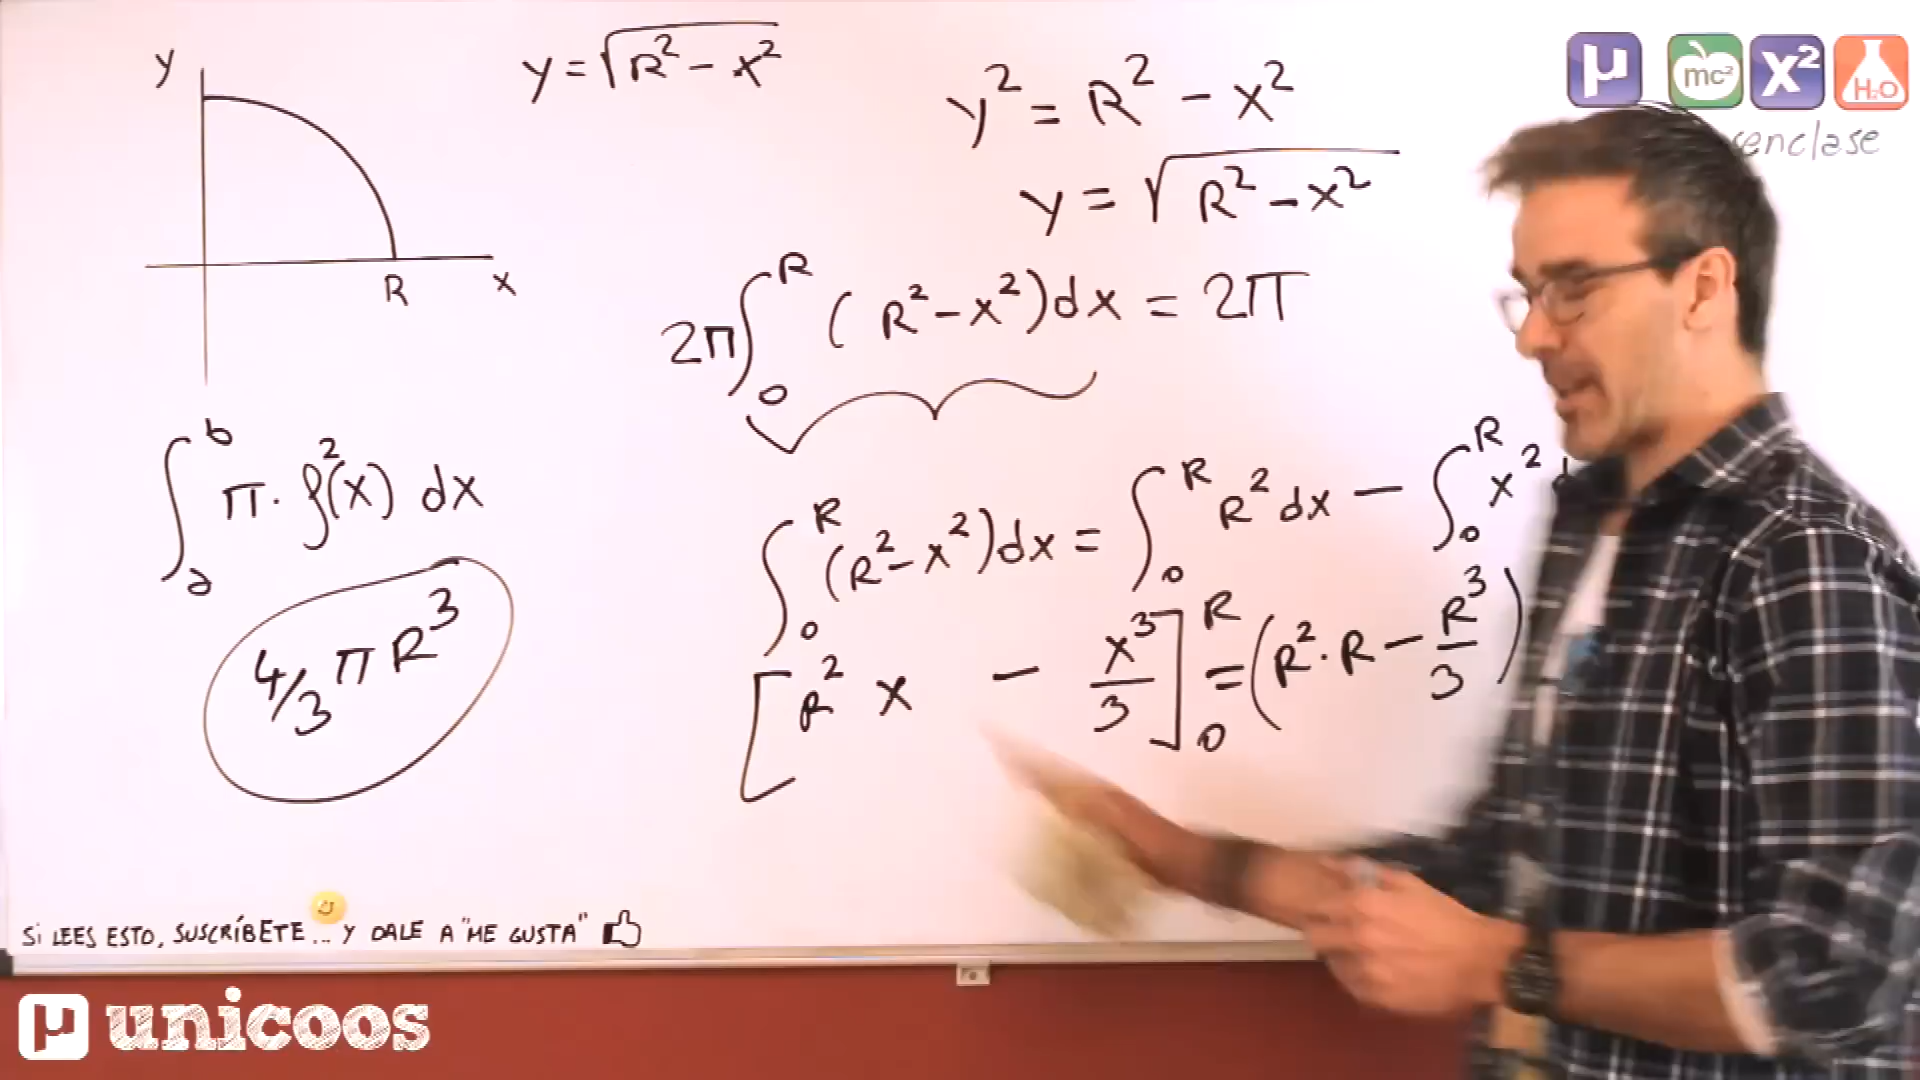 y
R
x
y = √(R² - x²)
y² = R² - x²
y = √(R² - x²)
2π ∫₀ᴿ (R² - x²)dx = 2π
∫ₐᵇ π · f²(x) dx
4/3 π R³
∫₀ᴿ (R² - x²)dx = ∫₀ᴿ R² dx - ∫₀ᴿ x²
[R² x - x³/3]₀ᴿ = (R² · R - R³/3)
SI LEES ESTO, SUSCRÍBETE... Y DALE A "ME GUSTA"
μ
mc²
x²
H₂O
enclase
μ unicoos